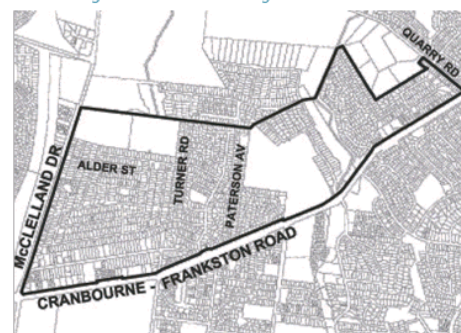 QUARRY RD
McCLELLAND DR
ALDER ST
TURNER RD
PATERSON AV
CRANBOURNE - FRANKSTON ROAD